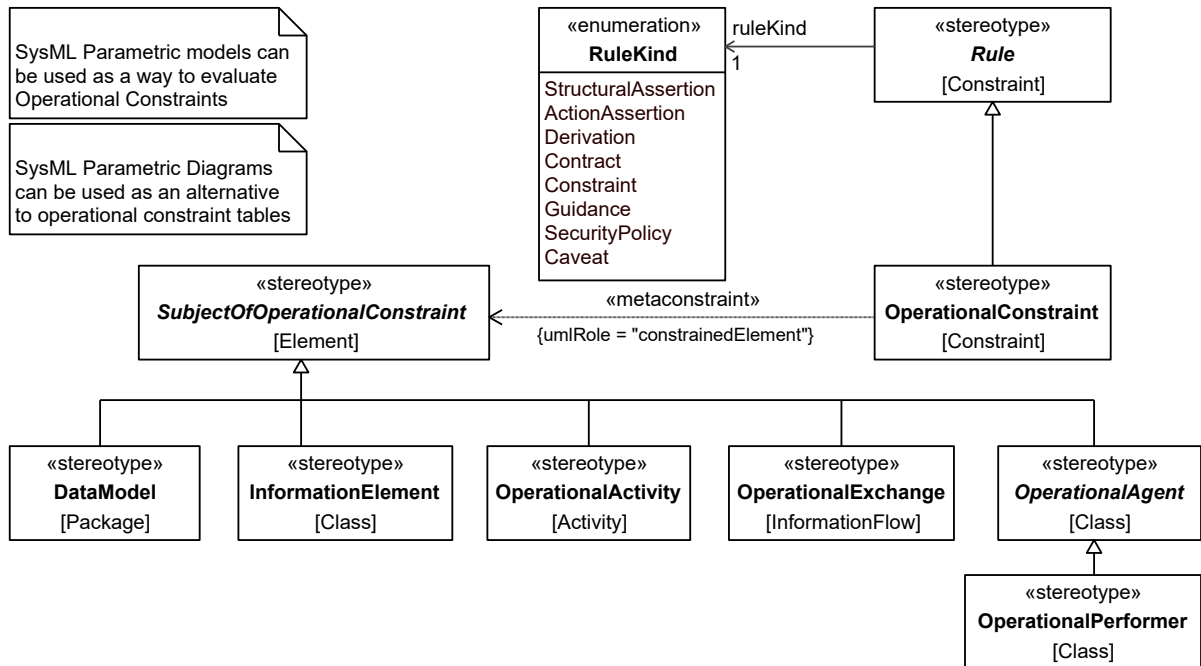 SysML Parametric models can
be used as a way to evaluate
Operational Constraints
SysML Parametric Diagrams
can be used as an alternative
to operational constraint tables
«enumeration»
RuleKind
StructuralAssertion
ActionAssertion
Derivation
Contract
Constraint
Guidance
SecurityPolicy
Caveat
ruleKind
1
«stereotype»
Rule
[Constraint]
«stereotype»
SubjectOfOperationalConstraint
[Element]
«metaconstraint»
{umlRole = "constrainedElement"}
«stereotype»
OperationalConstraint
[Constraint]
«stereotype»
DataModel
[Package]
«stereotype»
InformationElement
[Class]
«stereotype»
OperationalActivity
[Activity]
«stereotype»
OperationalExchange
[InformationFlow]
«stereotype»
OperationalAgent
[Class]
«stereotype»
OperationalPerformer
[Class]